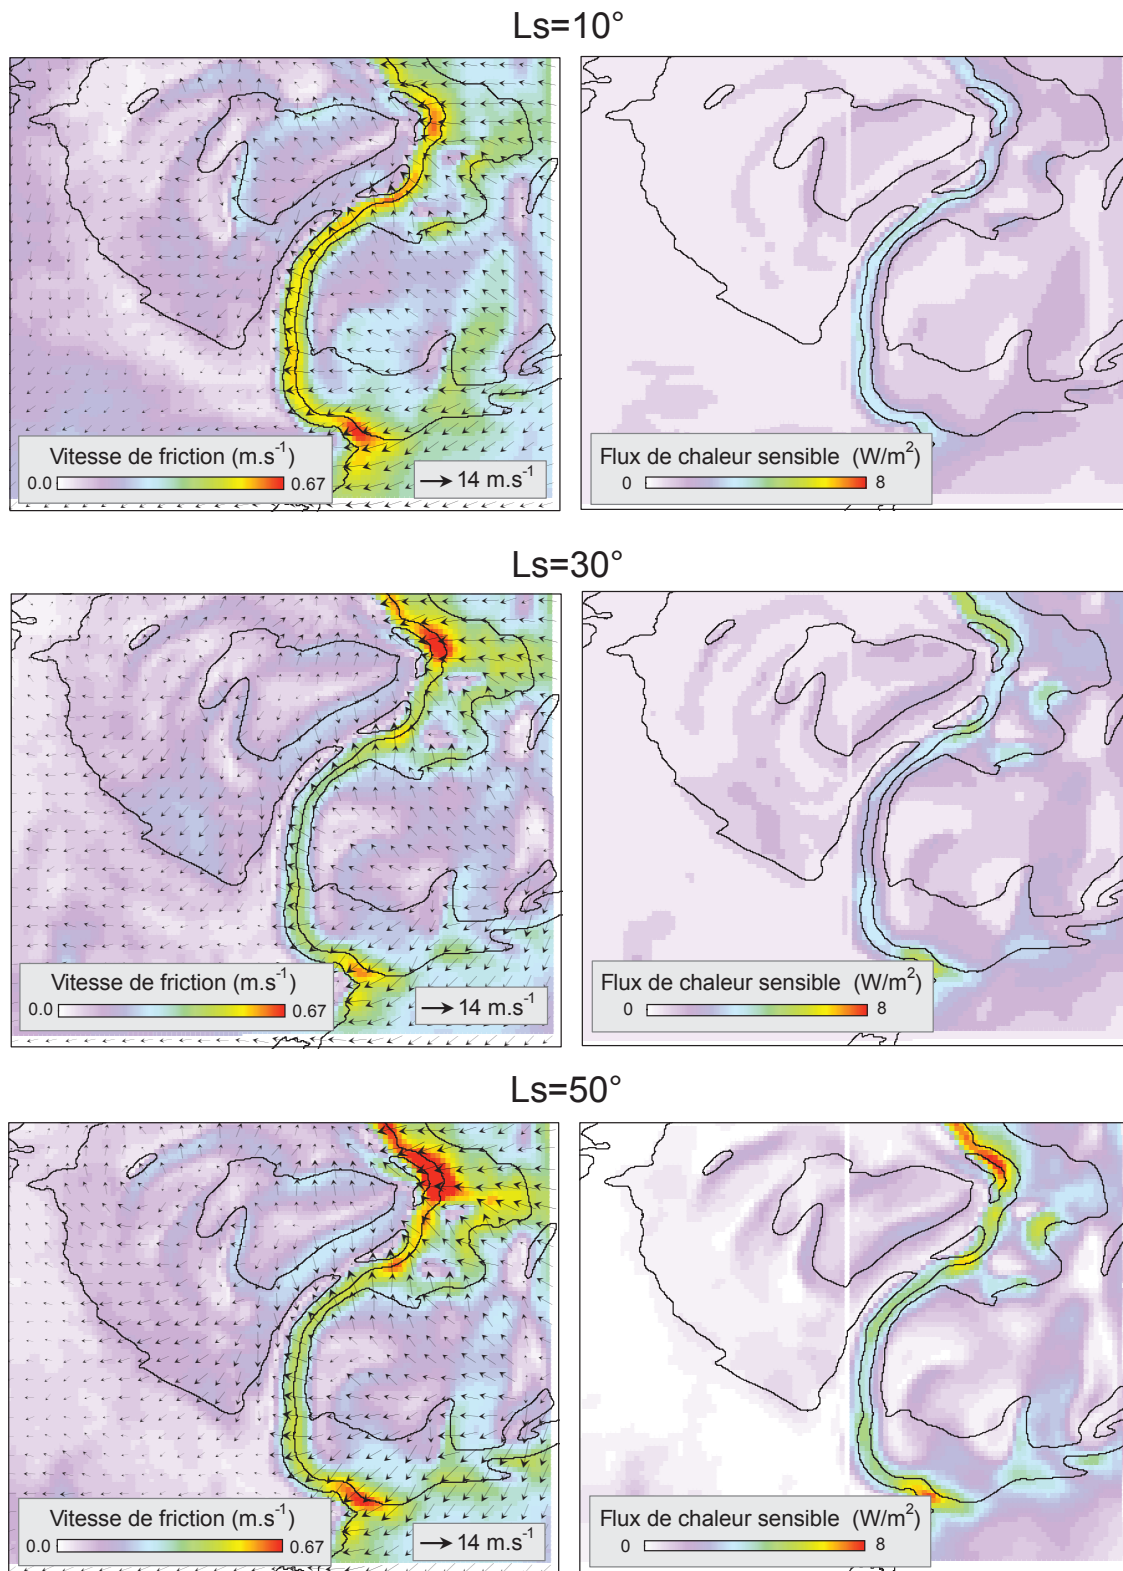 Ls=10°
Vitesse de friction (m.s⁻¹)
0.0 0.67
14 m.s⁻¹
Flux de chaleur sensible (W/m²)
0 8
Ls=30°
Vitesse de friction (m.s⁻¹)
0.0 0.67
14 m.s⁻¹
Flux de chaleur sensible (W/m²)
0 8
Ls=50°
Vitesse de friction (m.s⁻¹)
0.0 0.67
14 m.s⁻¹
Flux de chaleur sensible (W/m²)
0 8